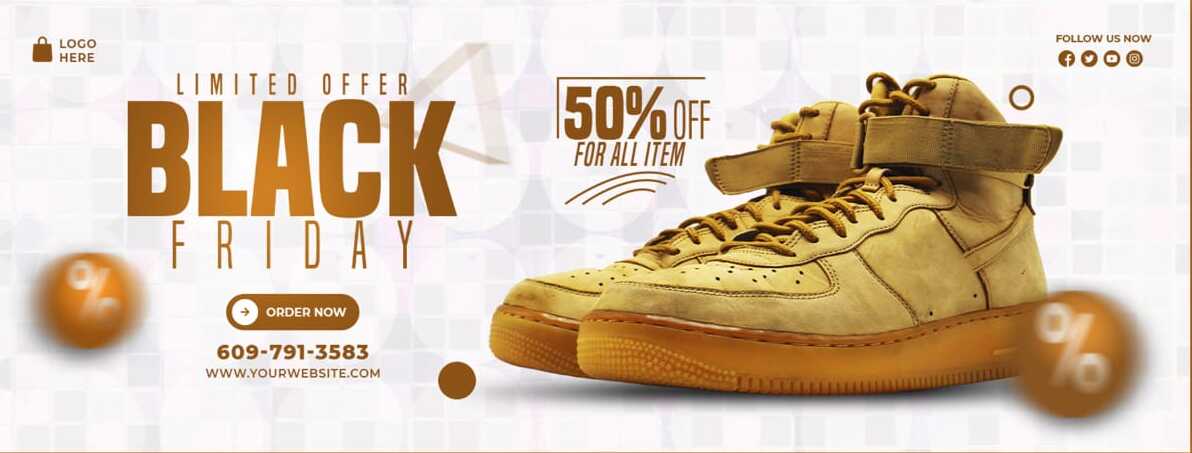 LOGO
HERE
FOLLOW US NOW
LIMITED OFFER
BLACK
FRIDAY
50% OFF
FOR ALL ITEM
%
ORDER NOW
609-791-3583
WWW.YOURWEBSITE.COM
%